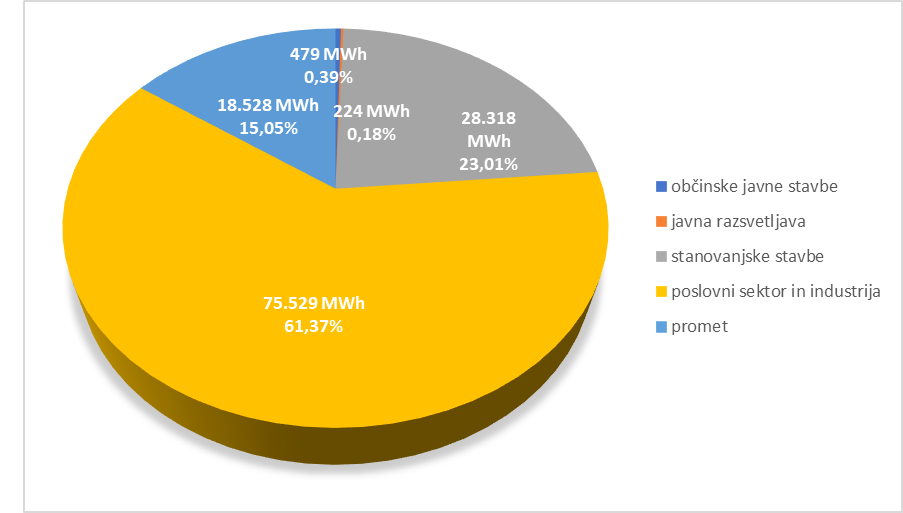 479 MWh
0,39%
18.528 MWh
15,05%
224 MWh
0,18%
28.318
MWh
23,01%
75.529 MWh
61,37%
občinske javne stavbe
javna razsvetljava
stanovanjske stavbe
poslovni sektor in industrija
promet